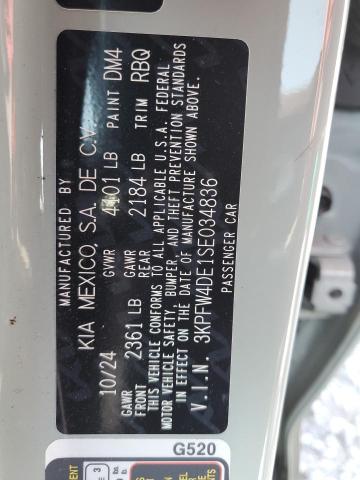 MANUFACTURED BY
KIA MEXICO, S.A. DE C.V.
10/24 GVWR 4101 LB PAINT DM4
GAWR FRONT 2361 LB GAWR REAR 2184 LB TRIM RBQ
THIS VEHICLE CONFORMS TO ALL APPLICABLE U.S.A. FEDERAL
MOTOR VEHICLE SAFETY, BUMPER, AND THEFT PREVENTION STANDARDS
IN EFFECT ON THE DATE OF MANUFACTURE SHOWN ABOVE.
V.I.N. 3KPFW4DE1SE034836
PASSENGER CAR
G520